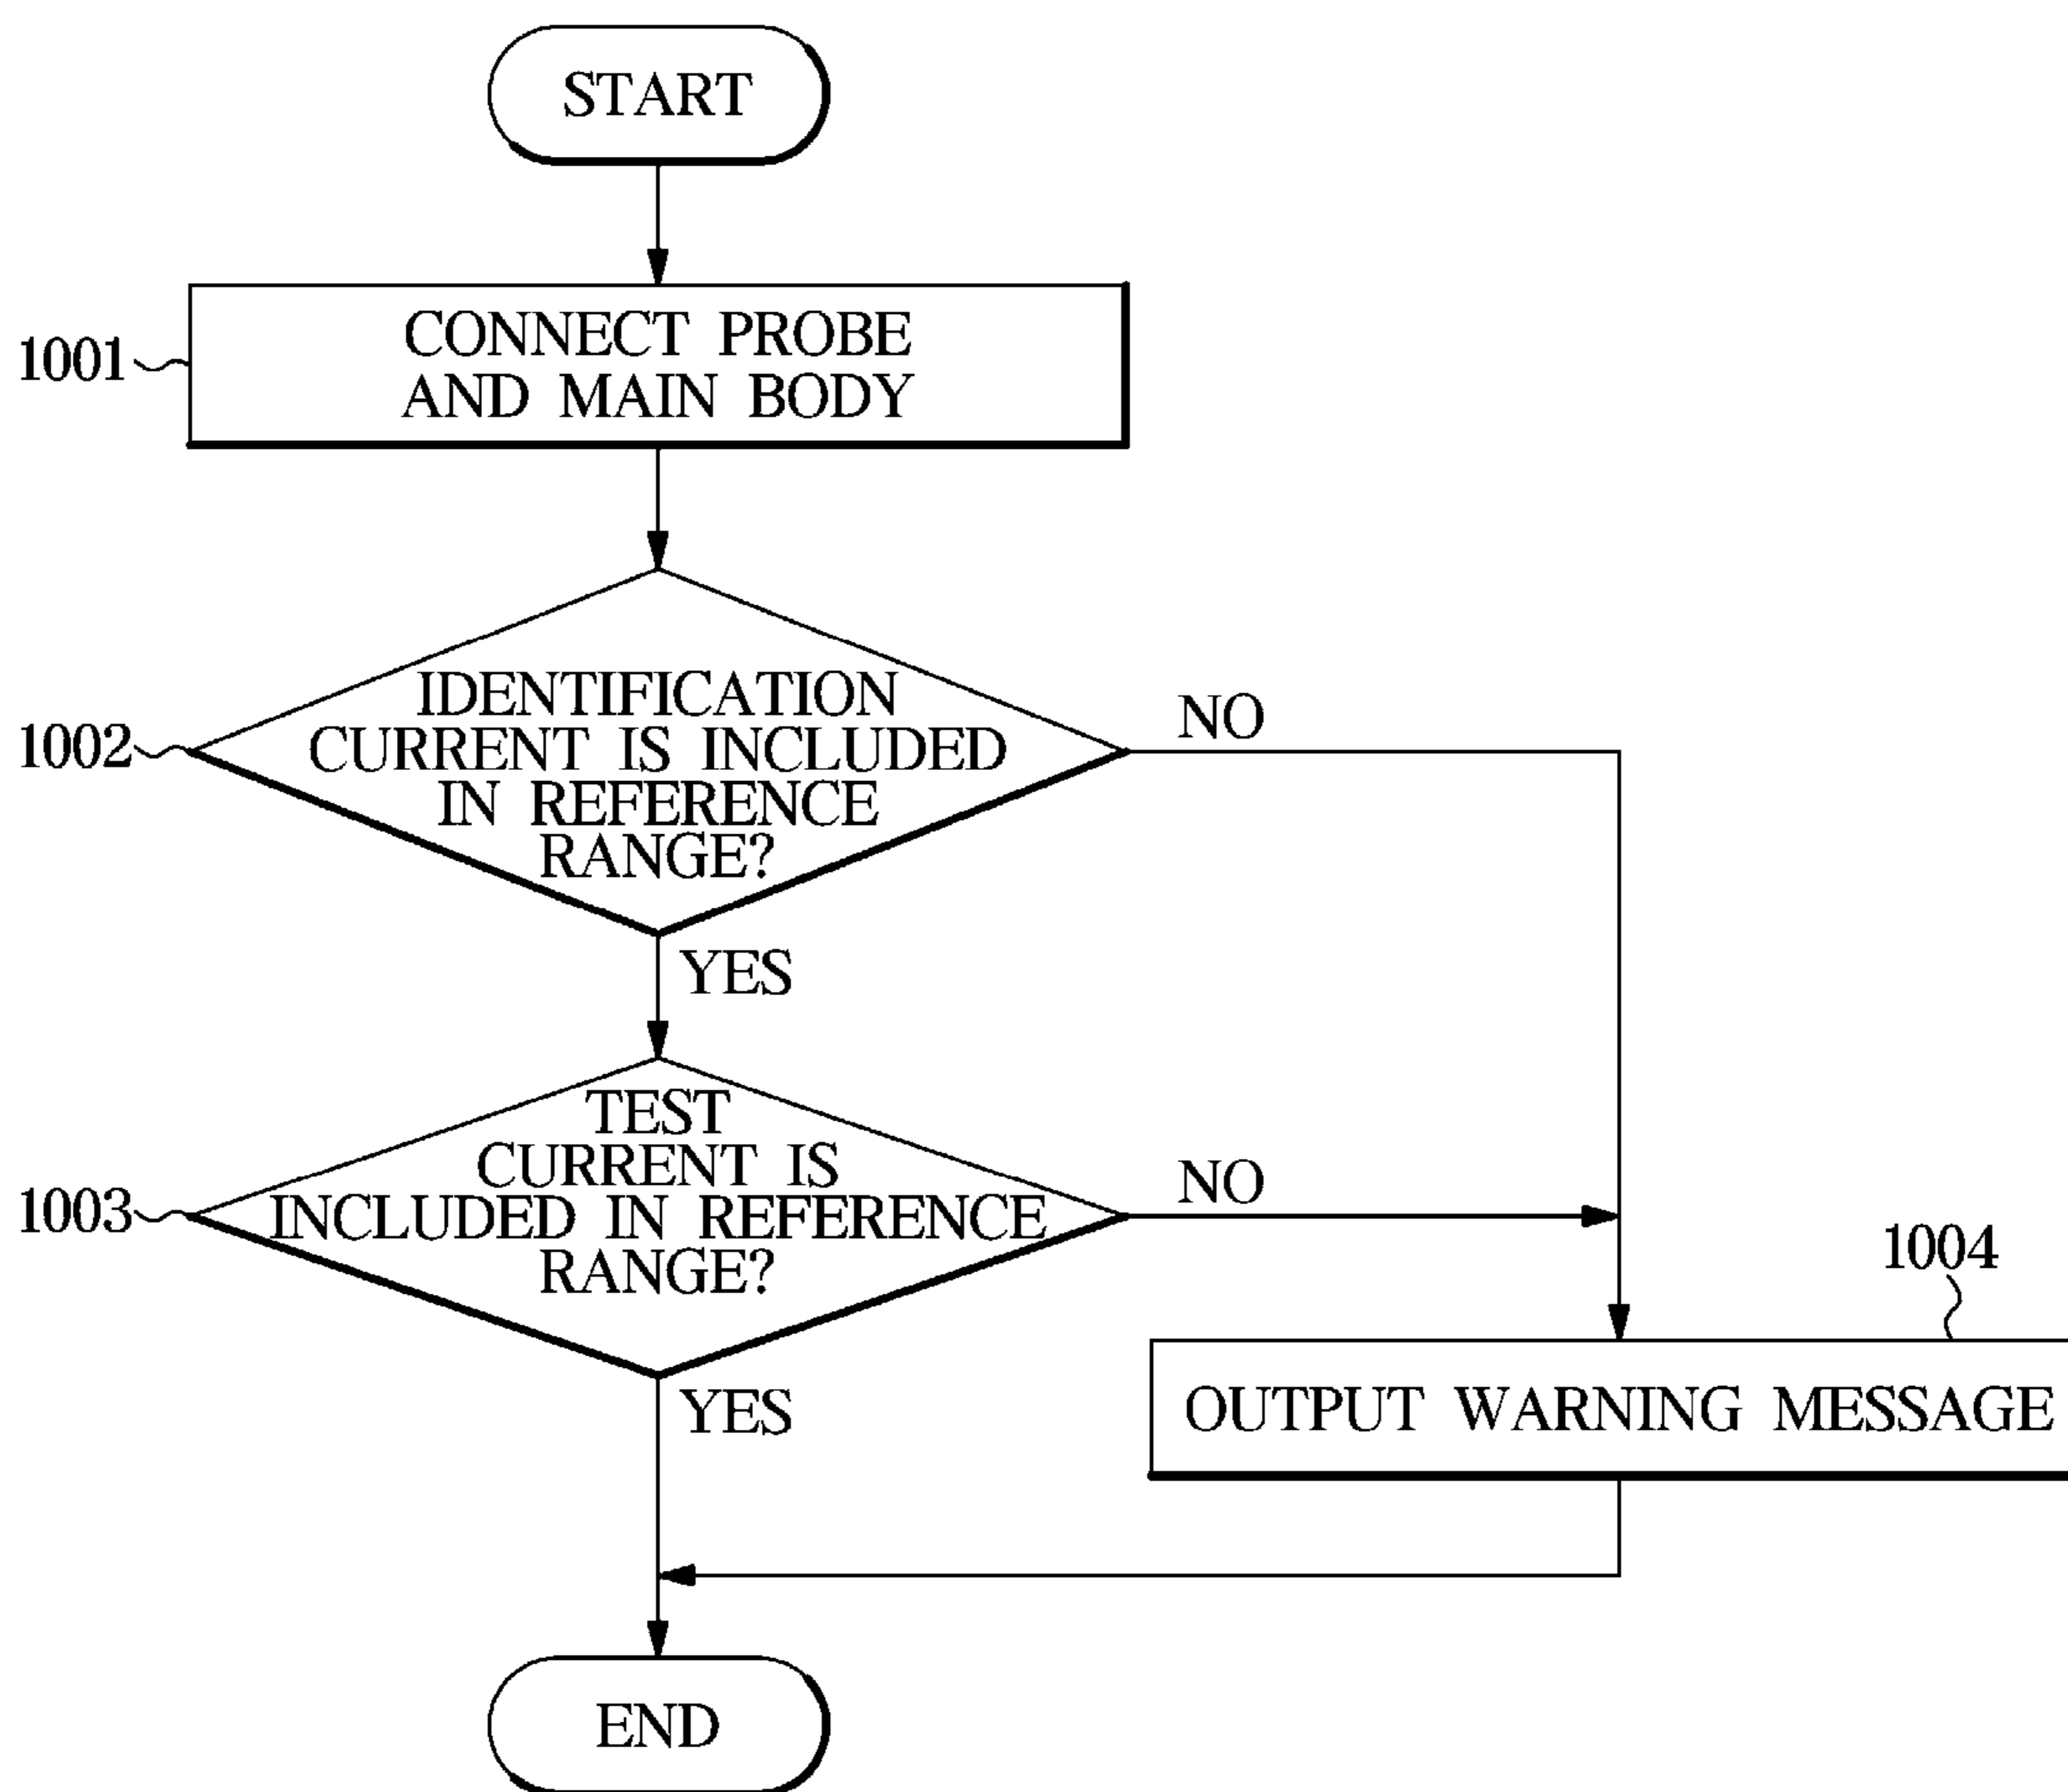 START
1001
CONNECT PROBE
AND MAIN BODY
1002
IDENTIFICATION
CURRENT IS INCLUDED
IN REFERENCE
RANGE?
NO
YES
1003
TEST
CURRENT IS
INCLUDED IN REFERENCE
RANGE?
NO
YES
1004
OUTPUT WARNING MESSAGE
END